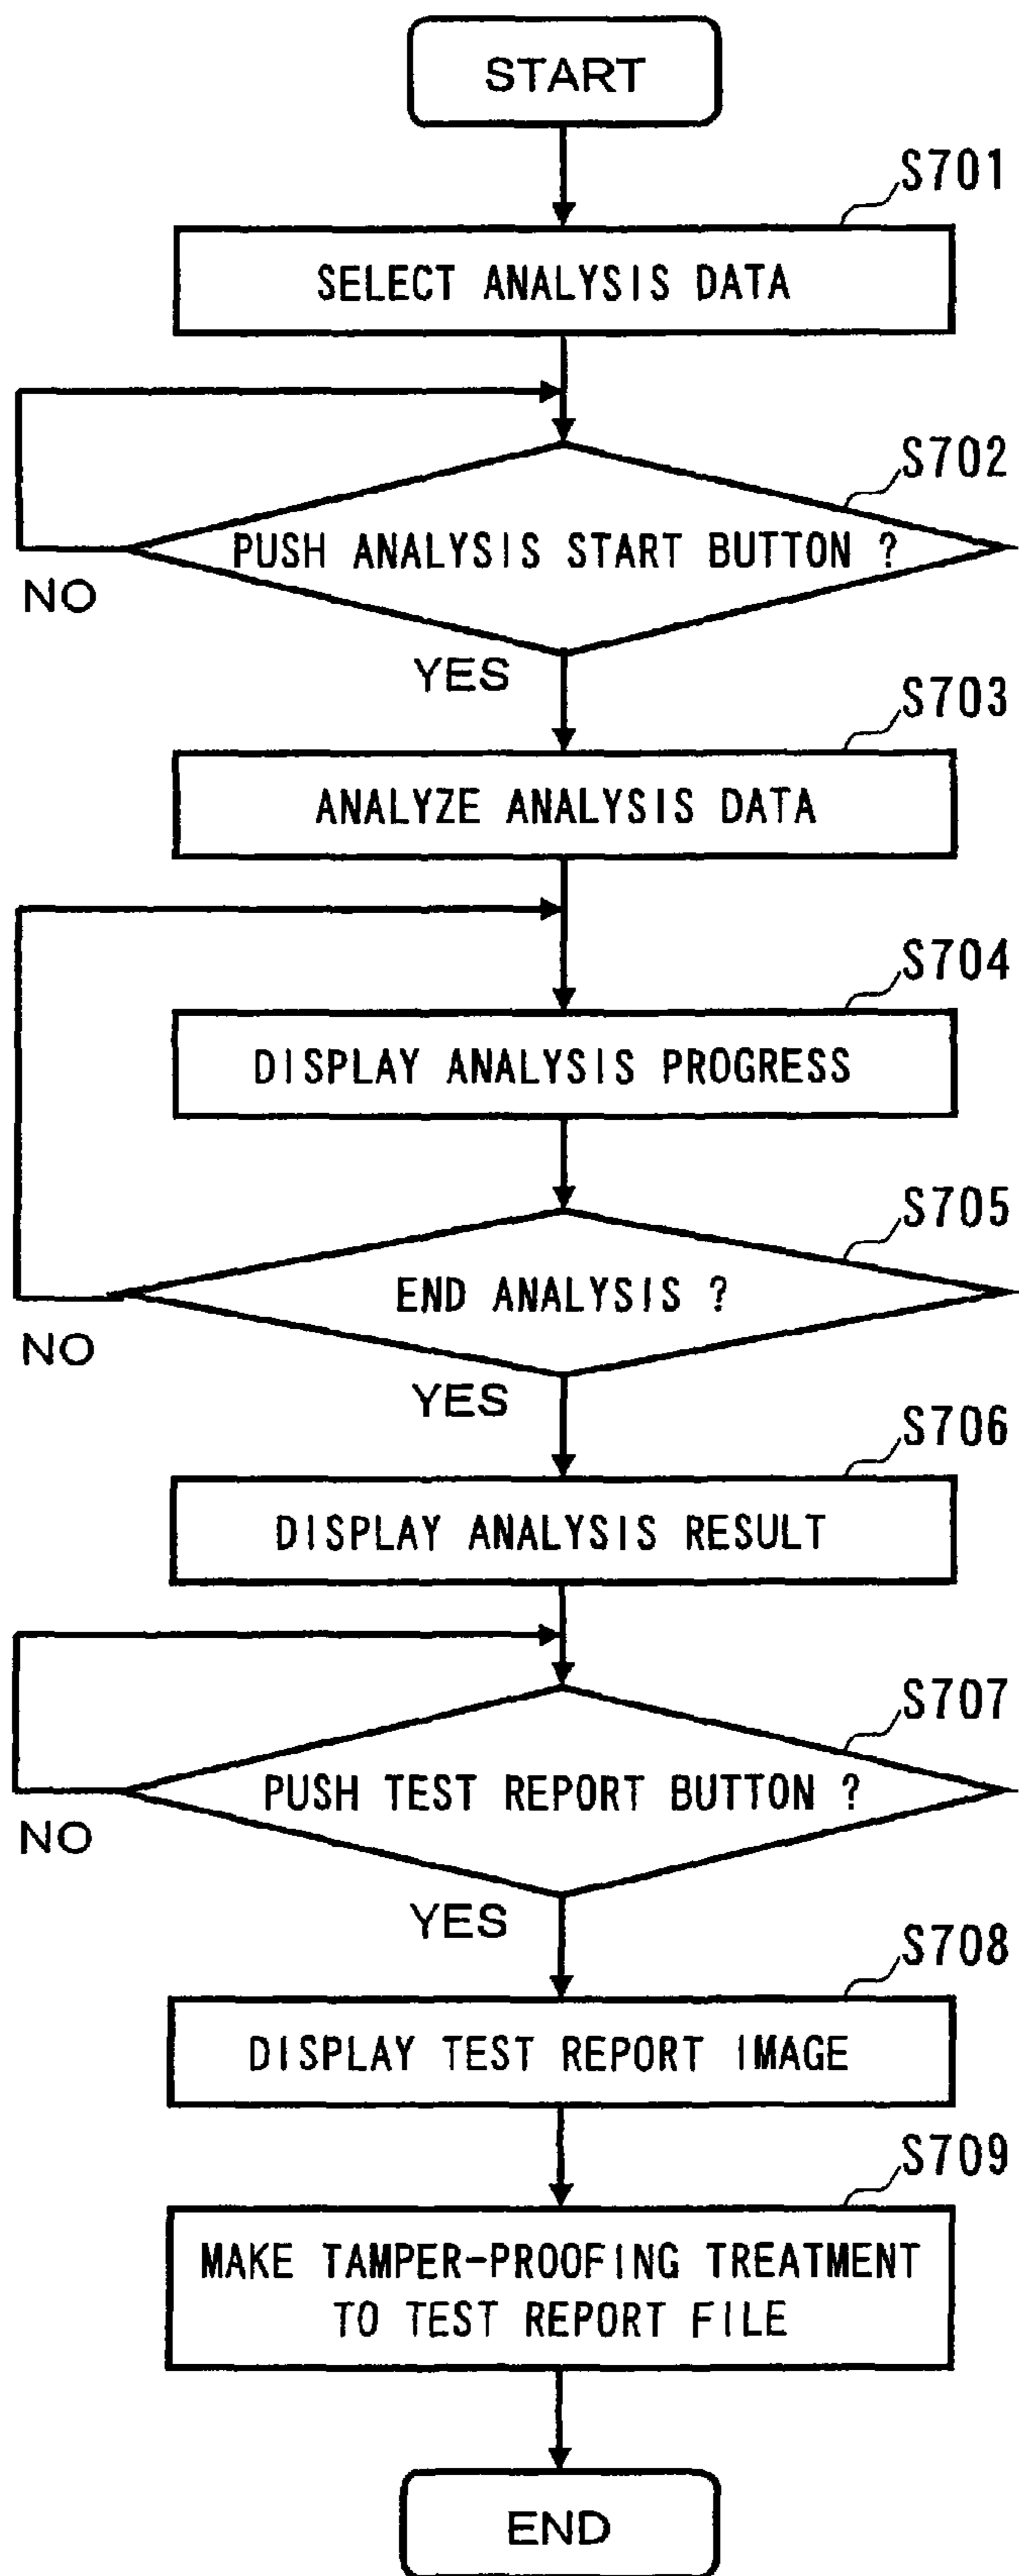 START
S701
SELECT ANALYSIS DATA
S702
PUSH ANALYSIS START BUTTON ?
NO
YES
S703
ANALYZE ANALYSIS DATA
S704
DISPLAY ANALYSIS PROGRESS
S705
END ANALYSIS ?
NO
YES
S706
DISPLAY ANALYSIS RESULT
S707
PUSH TEST REPORT BUTTON ?
NO
YES
S708
DISPLAY TEST REPORT IMAGE
S709
MAKE TAMPER-PROOFING TREATMENT
TO TEST REPORT FILE
END